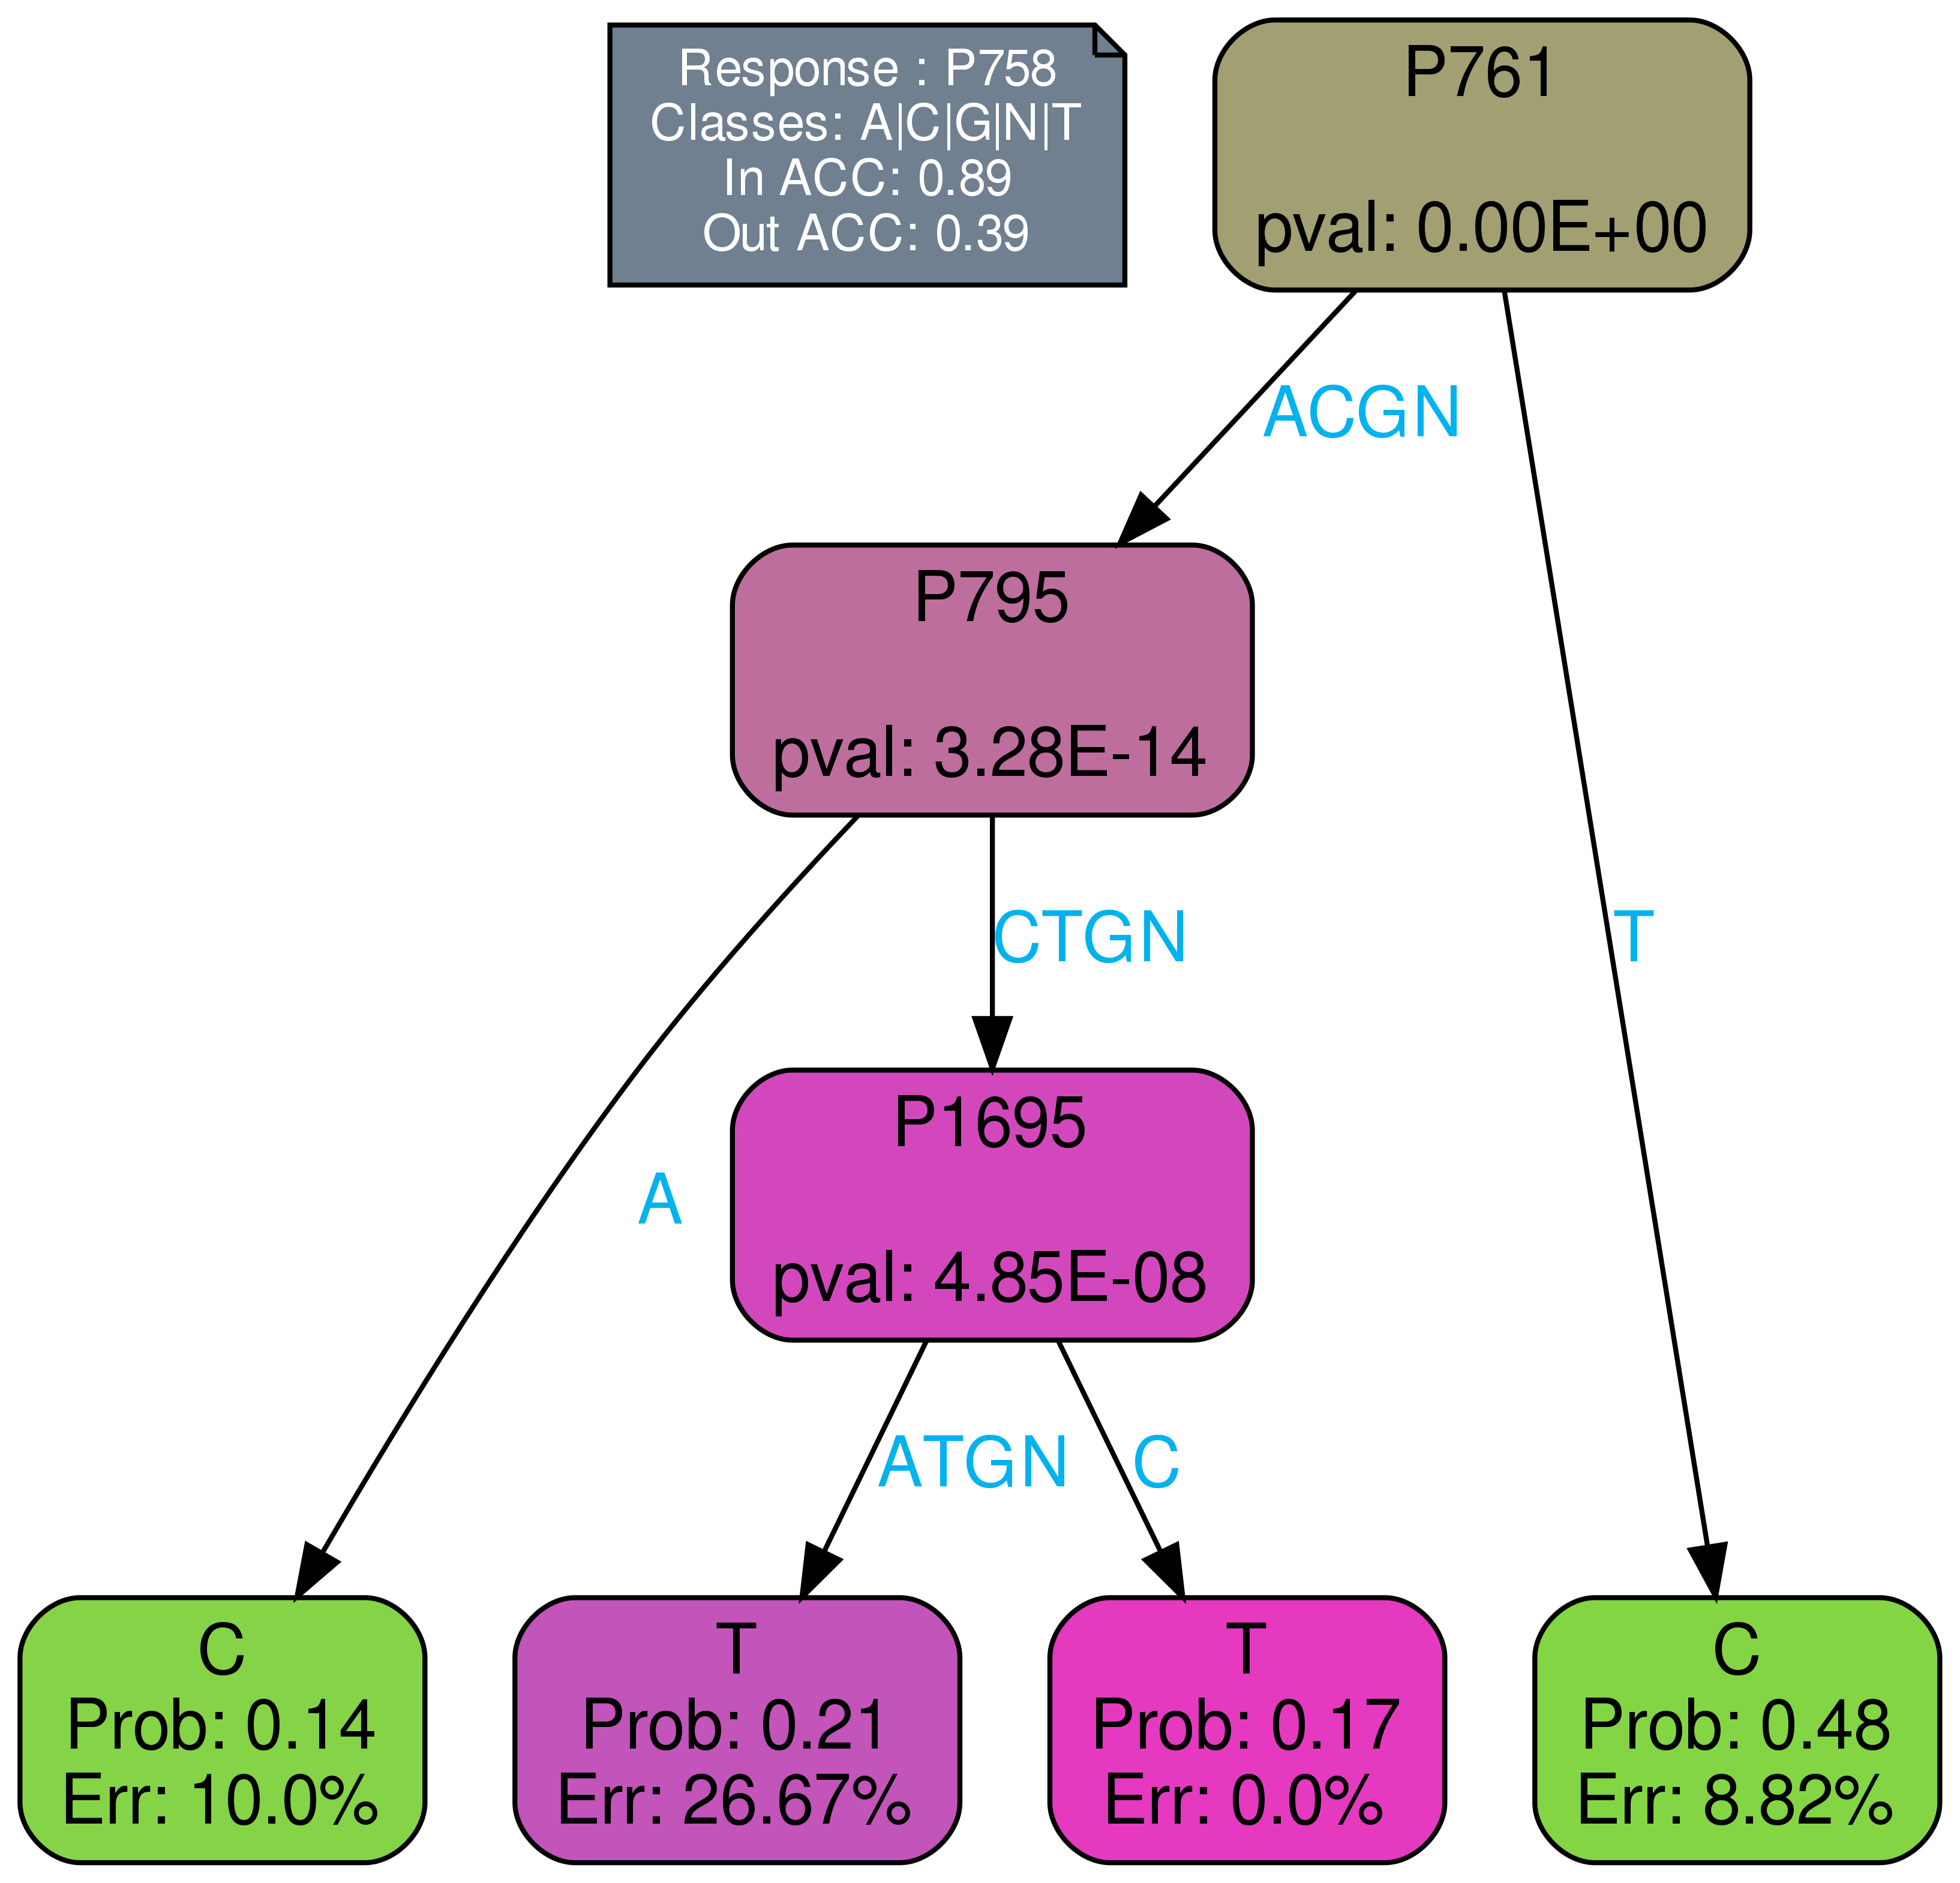 Response : P758
Classes: A|C|G|N|T
In ACC: 0.89
Out ACC: 0.39
P761
pval: 0.00E+00
ACGN
P795
pval: 3.28E-14
CTGN
T
P1695
pval: 4.85E-08
A
ATGN
C
C
Prob: 0.14
Err: 10.0%
T
Prob: 0.21
Err: 26.67%
T
Prob: 0.17
Err: 0.0%
C
Prob: 0.48
Err: 8.82%